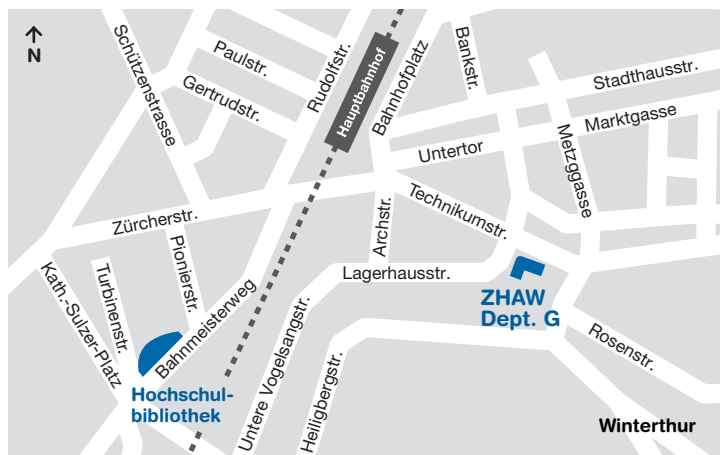 N
Schützenstrasse
Paulstr.
Gertrudstr.
Rudolfstr.
Hauptbahnhof
Bahnhofplatz
Bankstr.
Stadthausstr.
Marktgasse
Metzggasse
Untertor
Technikumstr.
Archstr.
Zürcherstr.
Pionierstr.
Lagerhausstr.
Kath.-Sulzer-Platz
Turbinenstr.
Bahnmeisterweg
Untere Vogelsangstr.
Heiligbergstr.
ZHAW
Dept. G
Rosenstr.
Hochschul-
bibliothek
Winterthur